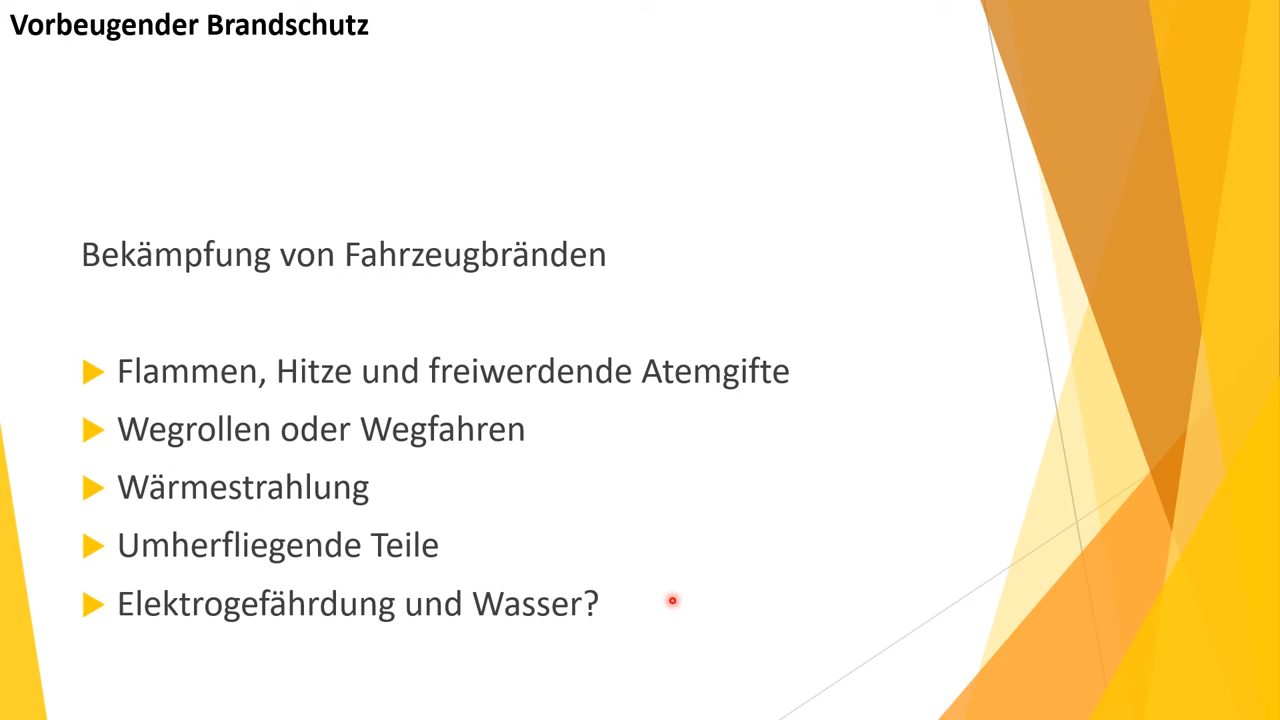 Vorbeugender Brandschutz
Bekämpfung von Fahrzeugbränden
Flammen, Hitze und freiwerdende Atemgifte
Wegrollen oder Wegfahren
Wärmestrahlung
Umherfliegende Teile
Elektrogefährdung und Wasser?